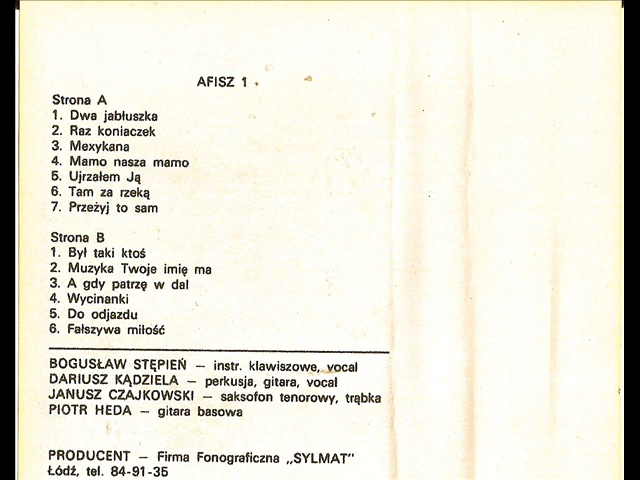 AFISZ 1
Strona A
1. Dwa jabłuszka
2. Raz koniaczek
3. Mexykana
4. Mamo nasza mamo
5. Ujrzałem Ją
6. Tam za rzeką
7. Przeżyj to sam
Strona B
1. Był taki ktoś
2. Muzyka Twoje imię ma
3. A gdy patrzę w dal
4. Wycinanki
5. Do odjazdu
6. Fałszywa miłość
BOGUSŁAW STĘPIEŃ – instr. klawiszowe, vocal
DARIUSZ KĄDZIELA – perkusja, gitara, vocal
JANUSZ CZAJKOWSKI – saksofon tenorowy, trąbka
PIOTR HEDA – gitara basowa
PRODUCENT – Firma Fonograficzna „SYLMAT"
Łódź, tel. 84-91-35